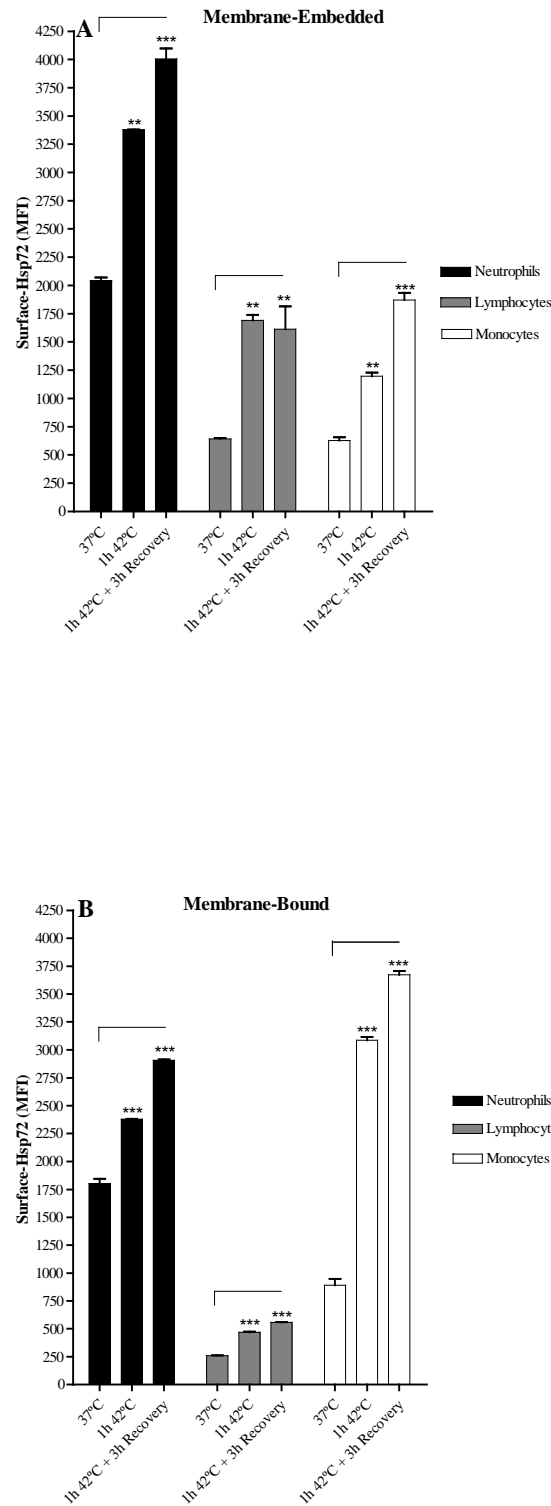 A
Membrane-Embedded
Surface-Hsp72 (MFI)
4250
4000
3750
3500
3250
3000
2750
2500
2250
2000
1750
1500
1250
1000
750
500
250
0
**
***
**
**
**
***
37ºC
1h 42ºC
1h 42ºC + 3h Recovery
37ºC
1h 42ºC
1h 42ºC + 3h Recovery
37ºC
1h 42ºC
1h 42ºC + 3h Recovery
Neutrophils
Lymphocytes
Monocytes
B
Membrane-Bound
Surface-Hsp72 (MFI)
4250
4000
3750
3500
3250
3000
2750
2500
2250
2000
1750
1500
1250
1000
750
500
250
0
***
***
***
***
***
***
37ºC
1h 42ºC
1h 42ºC + 3h Recovery
37ºC
1h 42ºC
1h 42ºC + 3h Recovery
37ºC
1h 42ºC
1h 42ºC + 3h Recovery
Neutrophils
Lymphocyt
Monocytes